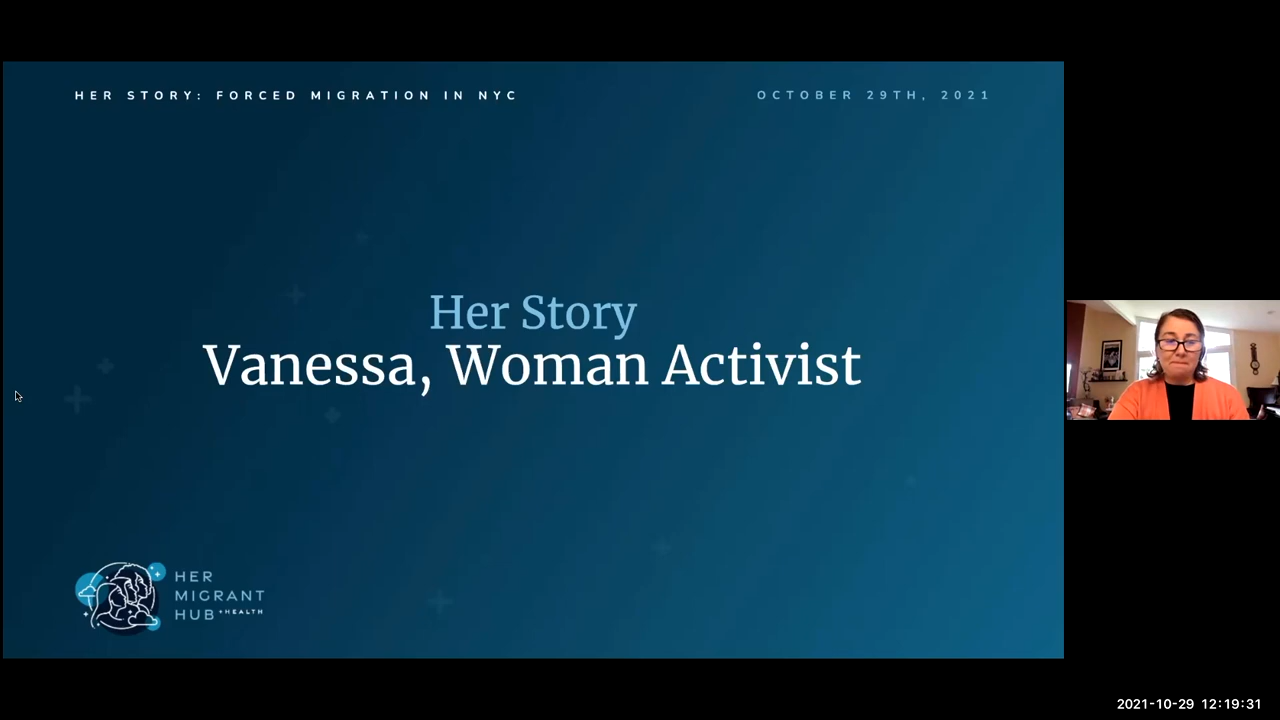 HER STORY: FORCED MIGRATION IN NYC
OCTOBER 29TH, 2021
Her Story
Vanessa, Woman Activist
HER
MIGRANT
HUB +HEALTH
2021-10-29 12:19:31